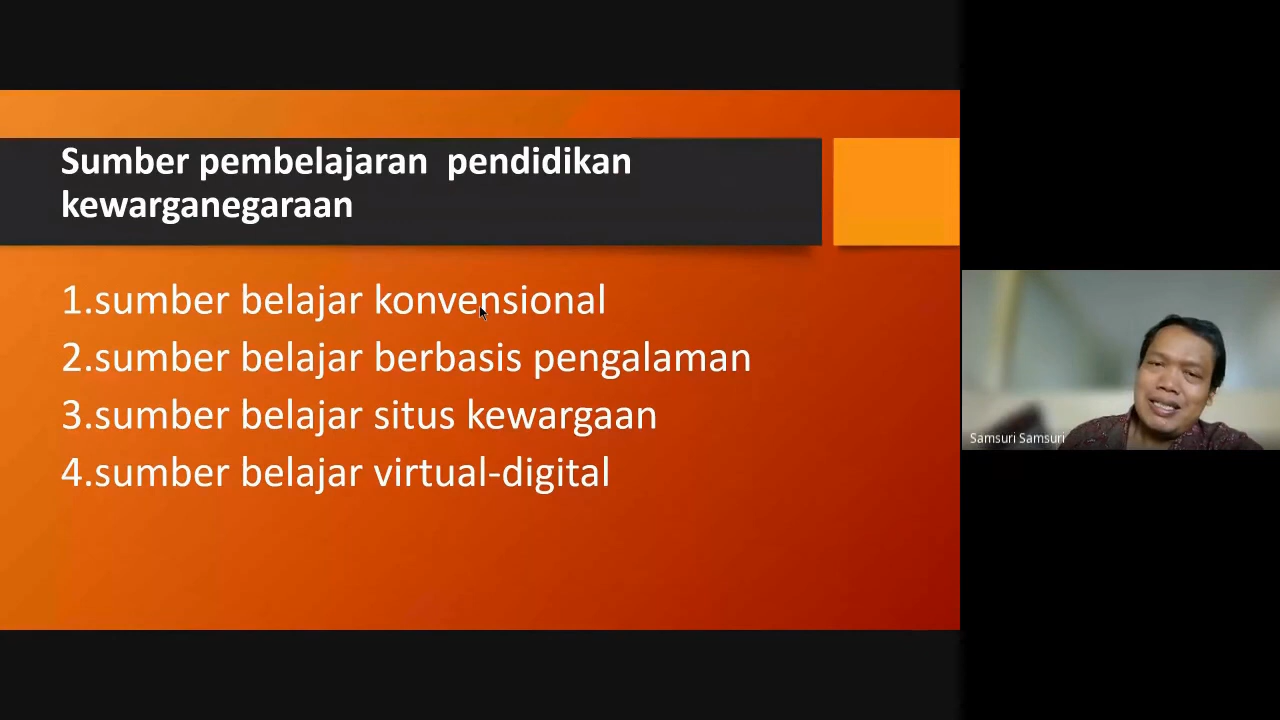 Sumber pembelajaran pendidikan
kewarganegaraan
1.sumber belajar konvensional
2.sumber belajar berbasis pengalaman
3.sumber belajar situs kewargaan
4.sumber belajar virtual-digital
Samsuri Samsuri